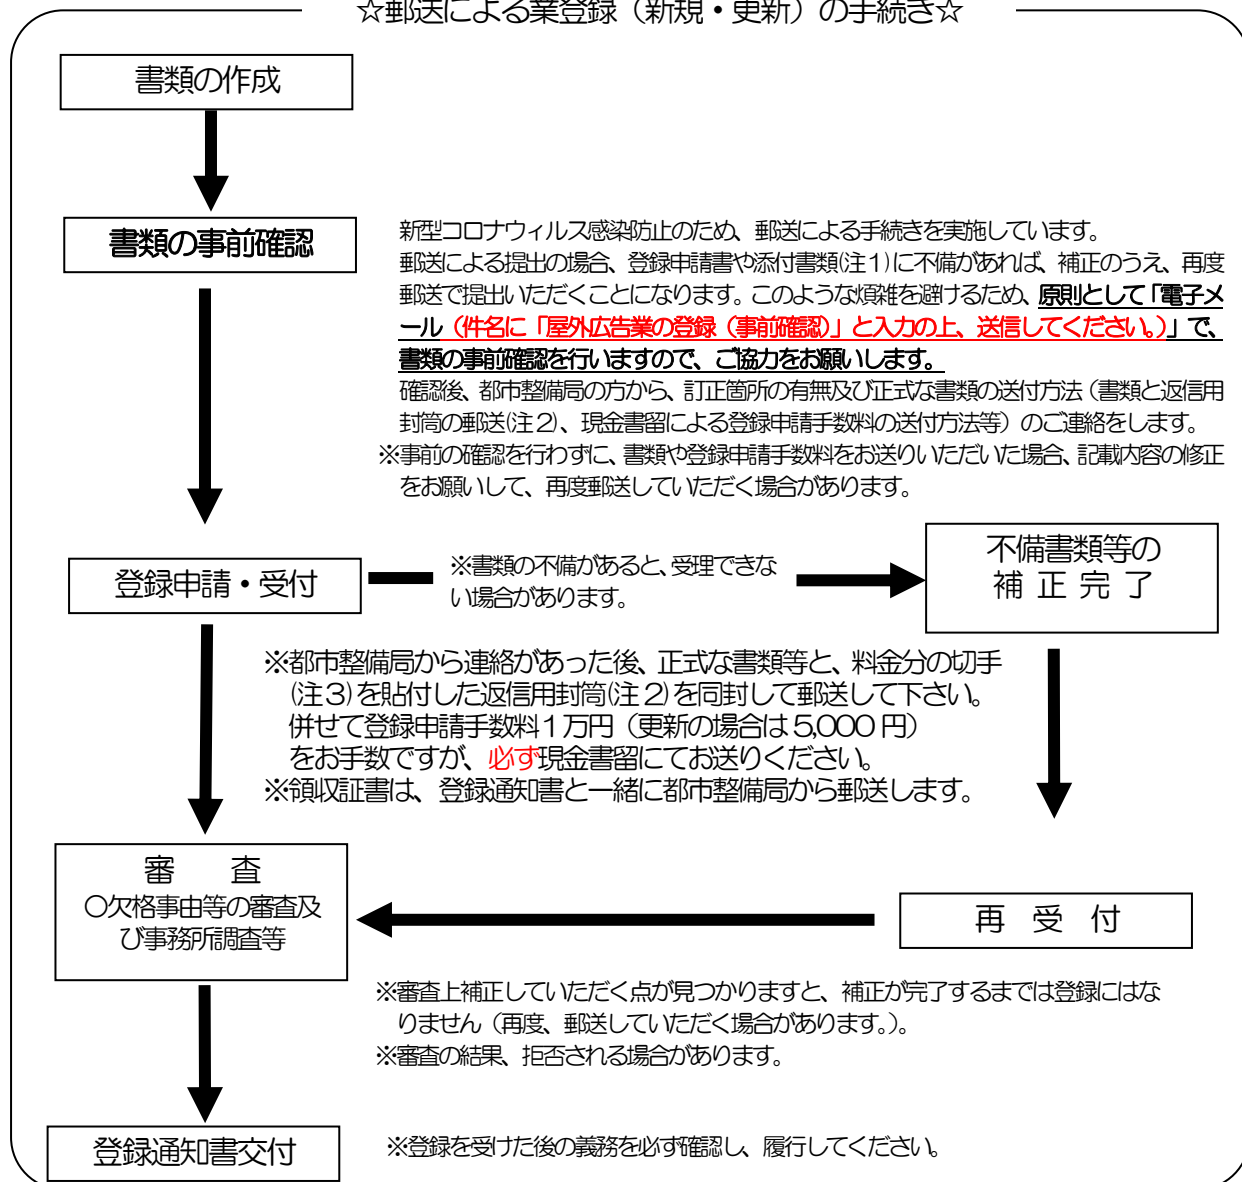 ☆郵送による業登録（新規・更新）の手続き☆
書類の作成
書類の事前確認
新型コロナウィルス感染防止のため、郵送による手続きを実施しています。
郵送による提出の場合、登録申請書や添付書類(注１)に不備があれば、補正のうえ、再度
郵送で提出いただくことになります。このような煩雑を避けるため、原則として「電子メ
ール（件名に「屋外広告業の登録（事前確認）」と入力の上、送信してください。）」で、
書類の事前確認を行いますので、ご協力をお願いします。
確認後、都市整備局の方から、訂正箇所の有無及び正式な書類の送付方法（書類と返信用
封筒の郵送(注２)、現金書留による登録申請手数料の送付方法等）のご連絡をします。
※事前の確認を行わずに、書類や登録申請手数料をお送りいただいた場合、記載内容の修正
をお願いして、再度郵送していただく場合があります。
登録申請・受付
※書類の不備があると、受理できな
い場合があります。
不備書類等の
補 正 完 了
※都市整備局から連絡があった後、正式な書類等と、料金分の切手
(注３)を貼付した返信用封筒(注２)を同封して郵送して下さい。
併せて登録申請手数料１万円（更新の場合は 5,000 円）
をお手数ですが、必ず現金書留にてお送りください。
※領収証書は、登録通知書と一緒に都市整備局から郵送します。
審　　査
○欠格事由等の審査及
び事務所調査等
再　受　付
※審査上補正していただく点が見つかりますと、補正が完了するまでは登録にはな
りません（再度、郵送していただく場合があります。）。
※審査の結果、拒否される場合があります。
登録通知書交付
※登録を受けた後の義務を必ず確認し、履行してください。